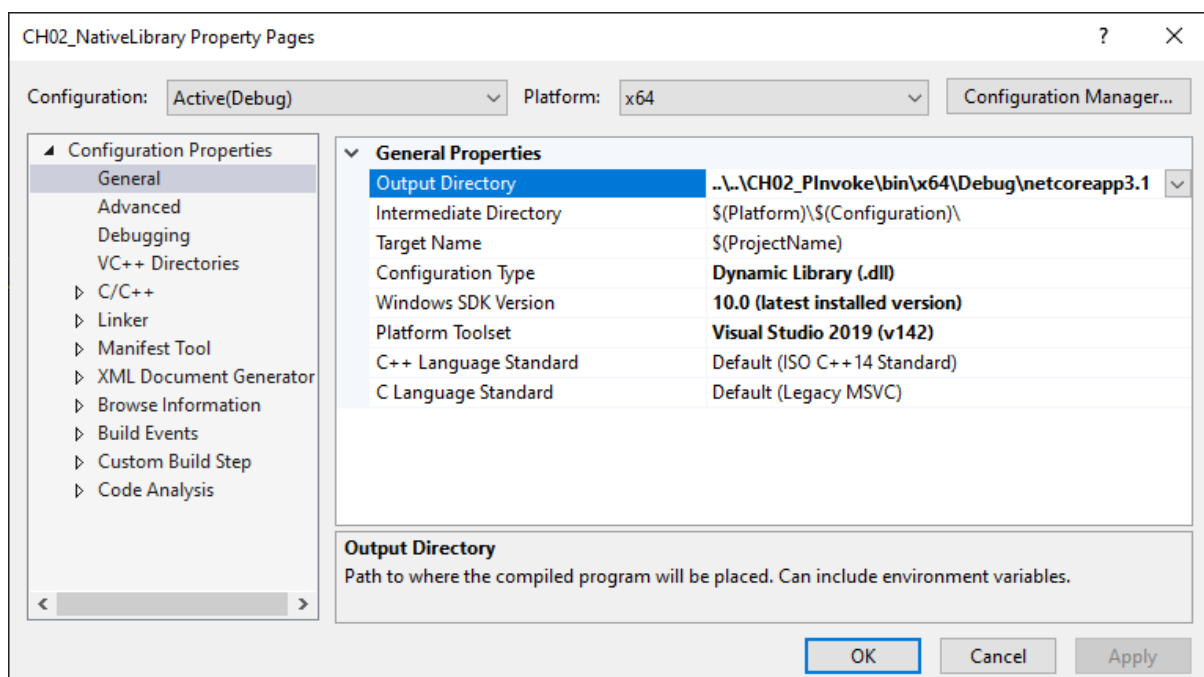 CH02_NativeLibrary Property Pages
?
Configuration: Active(Debug) Platform: x64 Configuration Manager...
Configuration Properties
General
Advanced
Debugging
VC++ Directories
C/C++
Linker
Manifest Tool
XML Document Generator
Browse Information
Build Events
Custom Build Step
Code Analysis
General Properties
Output Directory ..\..\CH02_PInvoke\bin\x64\Debug\netcoreapp3.1
Intermediate Directory $(Platform)\$(Configuration)\
Target Name $(ProjectName)
Configuration Type Dynamic Library (.dll)
Windows SDK Version 10.0 (latest installed version)
Platform Toolset Visual Studio 2019 (v142)
C++ Language Standard Default (ISO C++14 Standard)
C Language Standard Default (Legacy MSVC)
Output Directory
Path to where the compiled program will be placed. Can include environment variables.
OK Cancel Apply